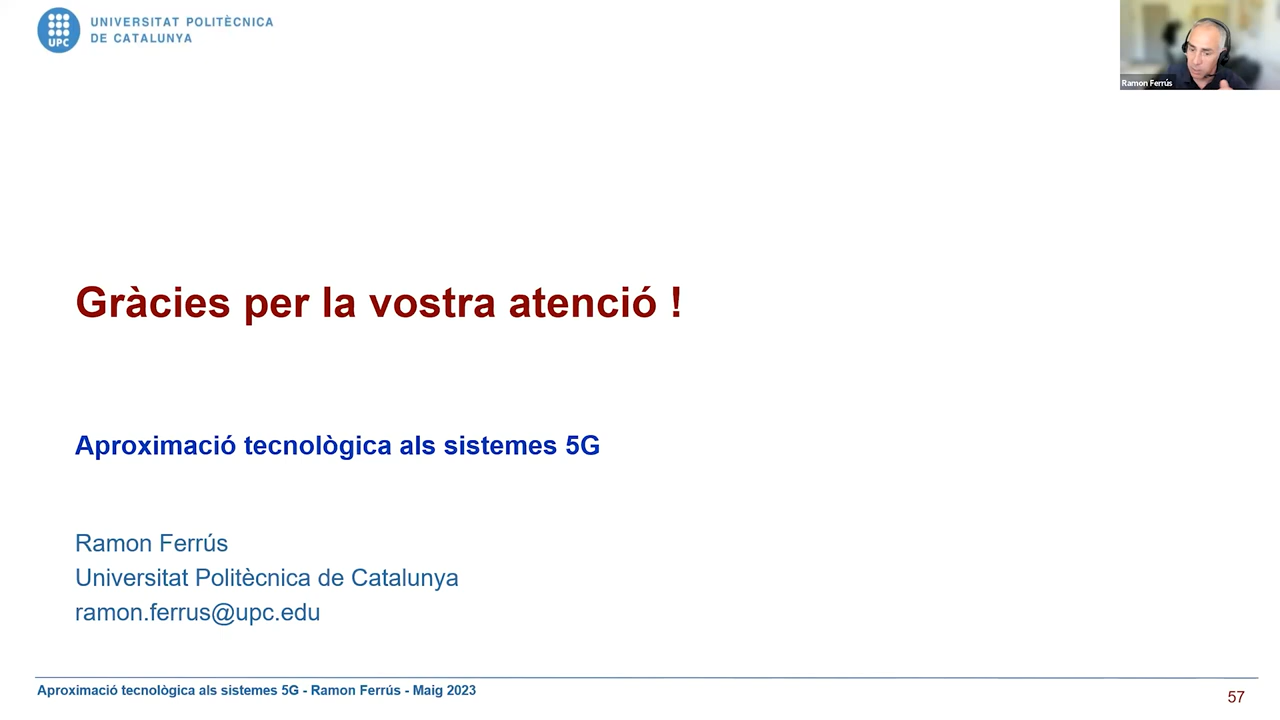 UNIVERSITAT POLITÈCNICA
DE CATALUNYA
UPC
Ramon Ferrús
Gràcies per la vostra atenció !
Aproximació tecnològica als sistemes 5G
Ramon Ferrús
Universitat Politècnica de Catalunya
ramon.ferrus@upc.edu
Aproximació tecnològica als sistemes 5G - Ramon Ferrús - Maig 2023
57